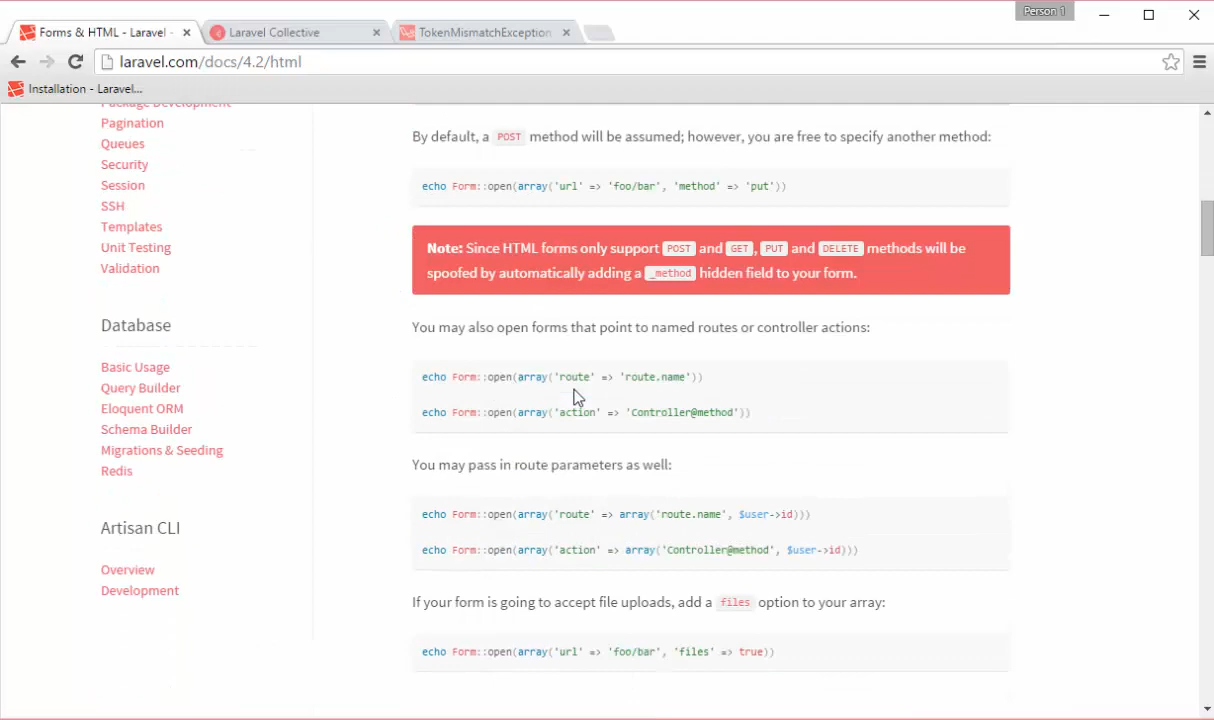 Person 1
Forms & HTML - Laravel -
Laravel Collective
TokenMismatchException
laravel.com/docs/4.2/html
Installation - Laravel...
Package Development
Pagination
Queues
Security
Session
SSH
Templates
Unit Testing
Validation
Database
Basic Usage
Query Builder
Eloquent ORM
Schema Builder
Migrations & Seeding
Redis
Artisan CLI
Overview
Development
By default, a POST method will be assumed; however, you are free to specify another method:
echo Form::open(array('url' => 'foo/bar', 'method' => 'put'))
Note: Since HTML forms only support POST and GET, PUT and DELETE methods will be
spoofed by automatically adding a _method hidden field to your form.
You may also open forms that point to named routes or controller actions:
echo Form::open(array('route' => 'route.name'))
echo Form::open(array('action' => 'Controller@method'))
You may pass in route parameters as well:
echo Form::open(array('route' => array('route.name', $user->id)))
echo Form::open(array('action' => array('Controller@method', $user->id)))
If your form is going to accept file uploads, add a files option to your array:
echo Form::open(array('url' => 'foo/bar', 'files' => true))